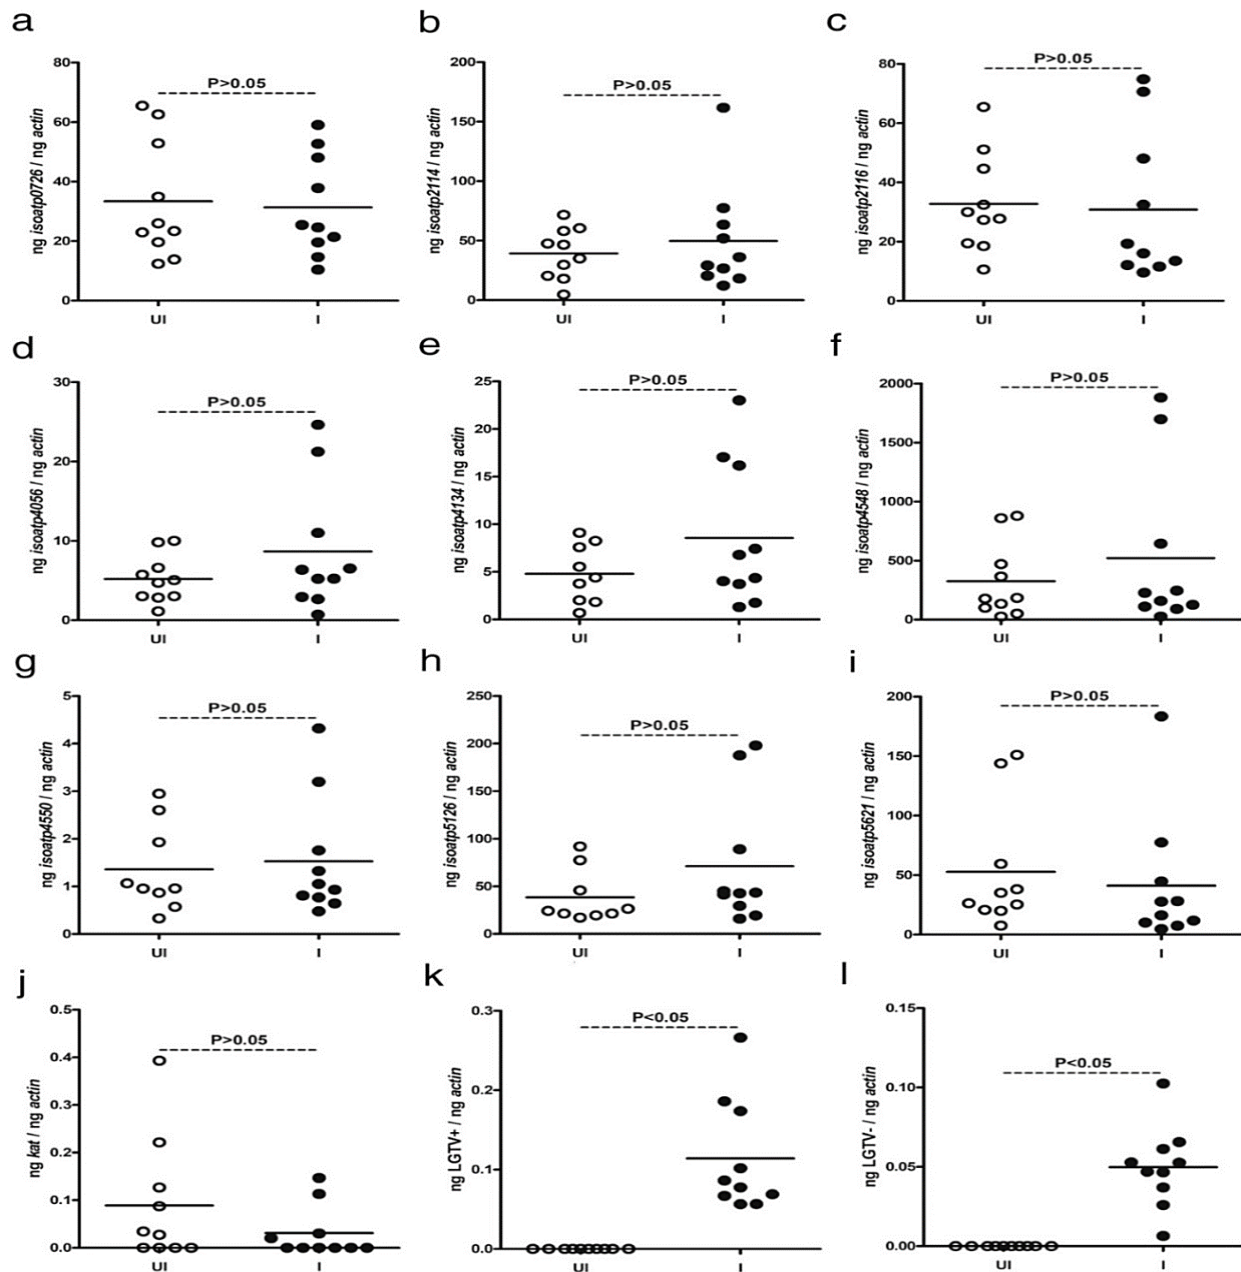 a
80
60
40
20
0
ng isoatp0726 / ng actin
P>0.05
UI I
b
200
150
100
50
0
ng isoatp2114 / ng actin
P>0.05
UI I
c
80
60
40
20
0
ng isoatp2116 / ng actin
P>0.05
UI I
d
30
20
10
0
ng isoatp4056 / ng actin
P>0.05
UI I
e
25
20
15
10
5
0
ng isoatp4134 / ng actin
P>0.05
UI I
f
2000
1500
1000
500
0
ng isoatp4548 / ng actin
P>0.05
UI I
g
5
4
3
2
1
0
ng isoatp4550 / ng actin
P>0.05
UI I
h
250
200
150
100
50
0
ng isoatp5126 / ng actin
P>0.05
UI I
i
200
150
100
50
0
ng isoatp5621 / ng actin
P>0.05
UI I
j
0.5
0.4
0.3
0.2
0.1
0.0
ng kat / ng actin
P>0.05
UI I
k
0.3
0.2
0.1
0.0
ng LGTV+ / ng actin
P<0.05
UI I
l
0.15
0.10
0.05
0.00
ng LGTV- / ng actin
P<0.05
UI I